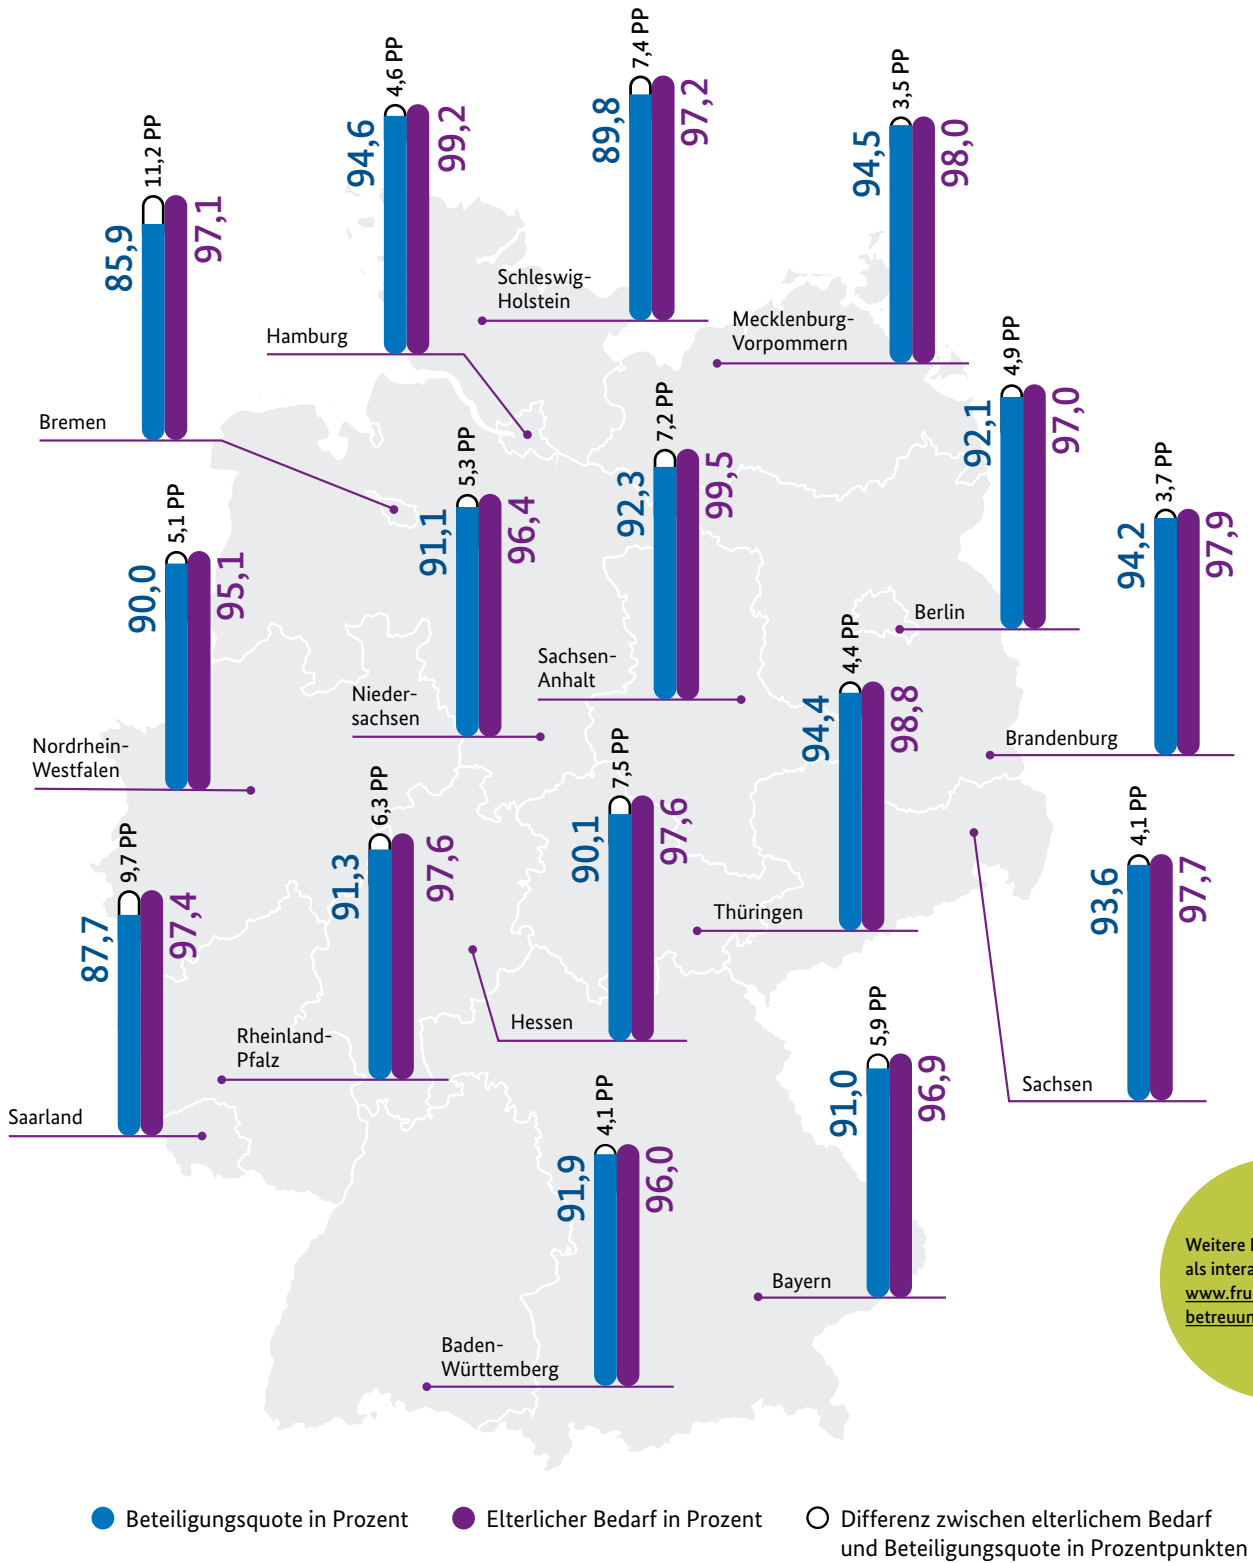 4,6 PP
94,6
99,2
Hamburg
7,4 PP
89,8
97,2
Schleswig-
Holstein
3,5 PP
94,5
98,0
Mecklenburg-
Vorpommern
11,2 PP
85,9
97,1
Bremen
4,9 PP
92,1
97,0
Berlin
5,3 PP
91,1
96,4
Nieder-
sachsen
7,2 PP
92,3
99,5
Sachsen-
Anhalt
3,7 PP
94,2
97,9
Brandenburg
5,1 PP
90,0
95,1
Nordrhein-
Westfalen
4,4 PP
94,4
98,8
Thüringen
7,5 PP
90,1
97,6
Hessen
6,3 PP
91,3
97,6
Rheinland-
Pfalz
9,7 PP
87,7
97,4
Saarland
4,1 PP
93,6
97,7
Sachsen
5,9 PP
91,0
96,9
Bayern
4,1 PP
91,9
96,0
Baden-
Württemberg
Weitere
als intera
www.fru
betreuun
Beteiligungsquote in Prozent
Elterlicher Bedarf in Prozent
Differenz zwischen elterlichem Bedarf
und Beteiligungsquote in Prozentpunkten